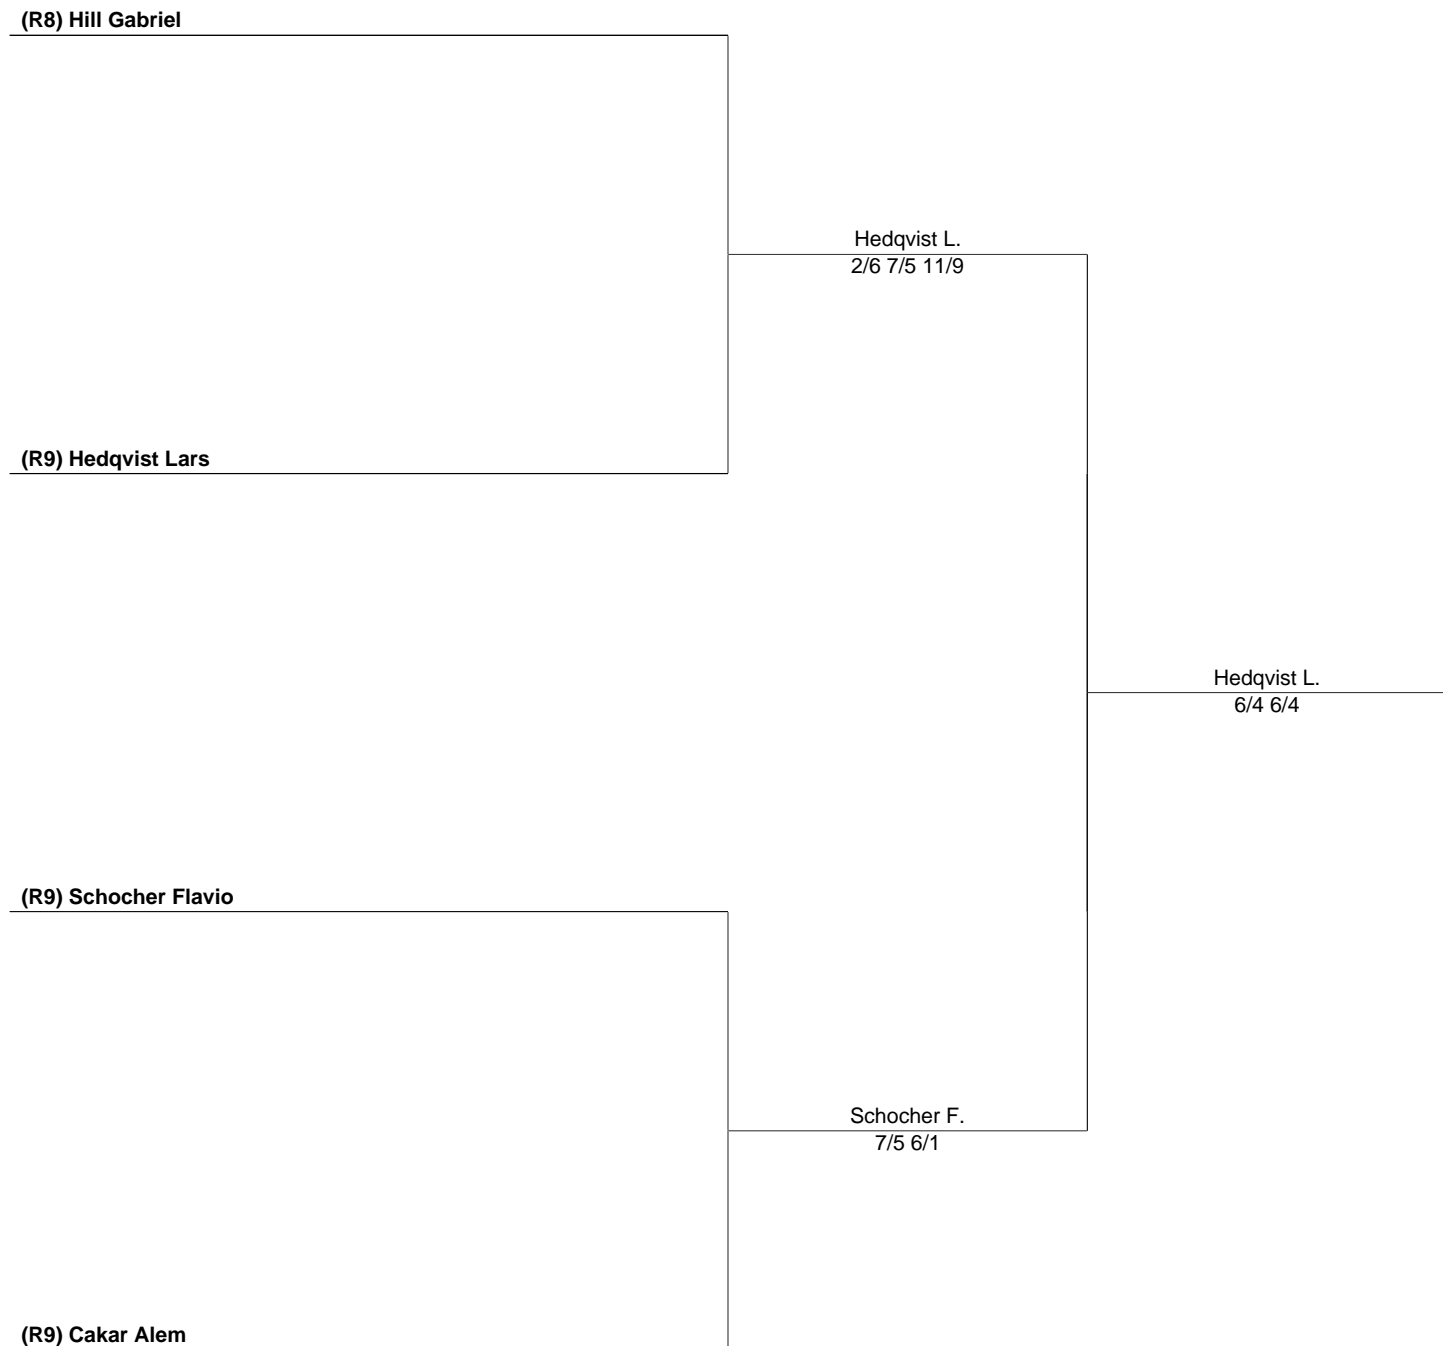 (R8) Hill Gabriel
Hedqvist L.
2/6 7/5 11/9
(R9) Hedqvist Lars
Hedqvist L.
6/4 6/4
(R9) Schocher Flavio
Schocher F.
7/5 6/1
(R9) Cakar Alem